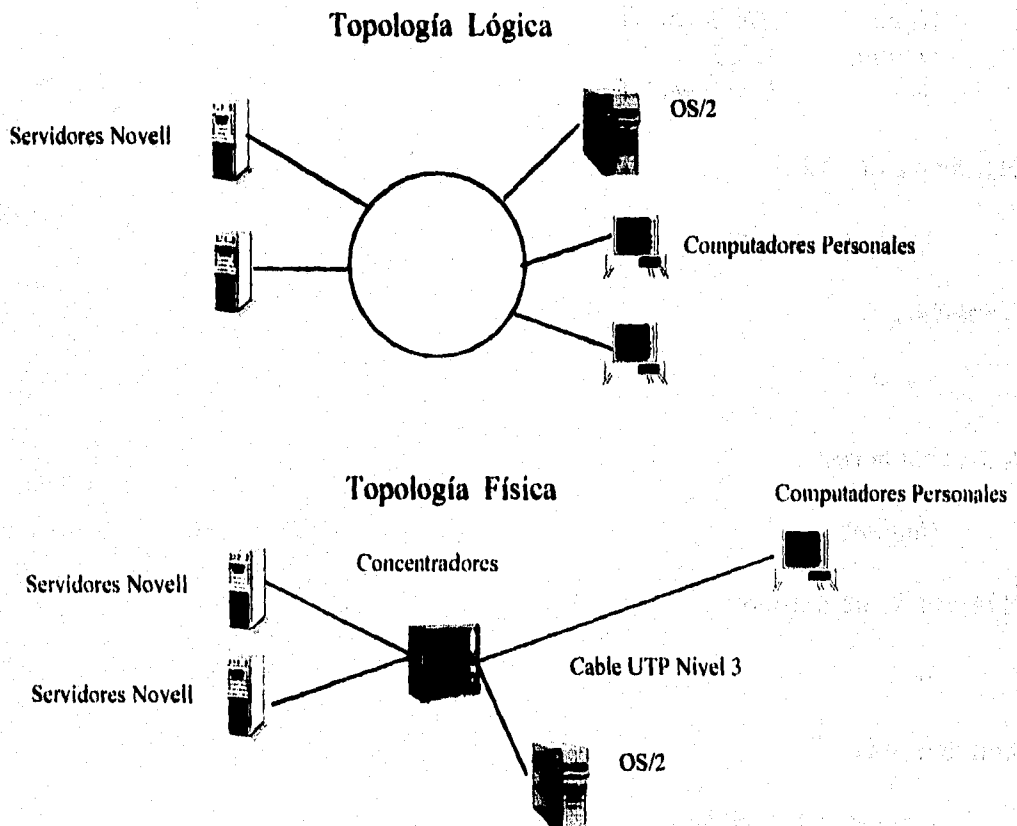 Topología Lógica
Servidores Novell
OS/2
Computadores Personales
Topología Física
Computadores Personales
Concentradores
Servidores Novell
Cable UTP Nivel 3
Servidores Novell
OS/2